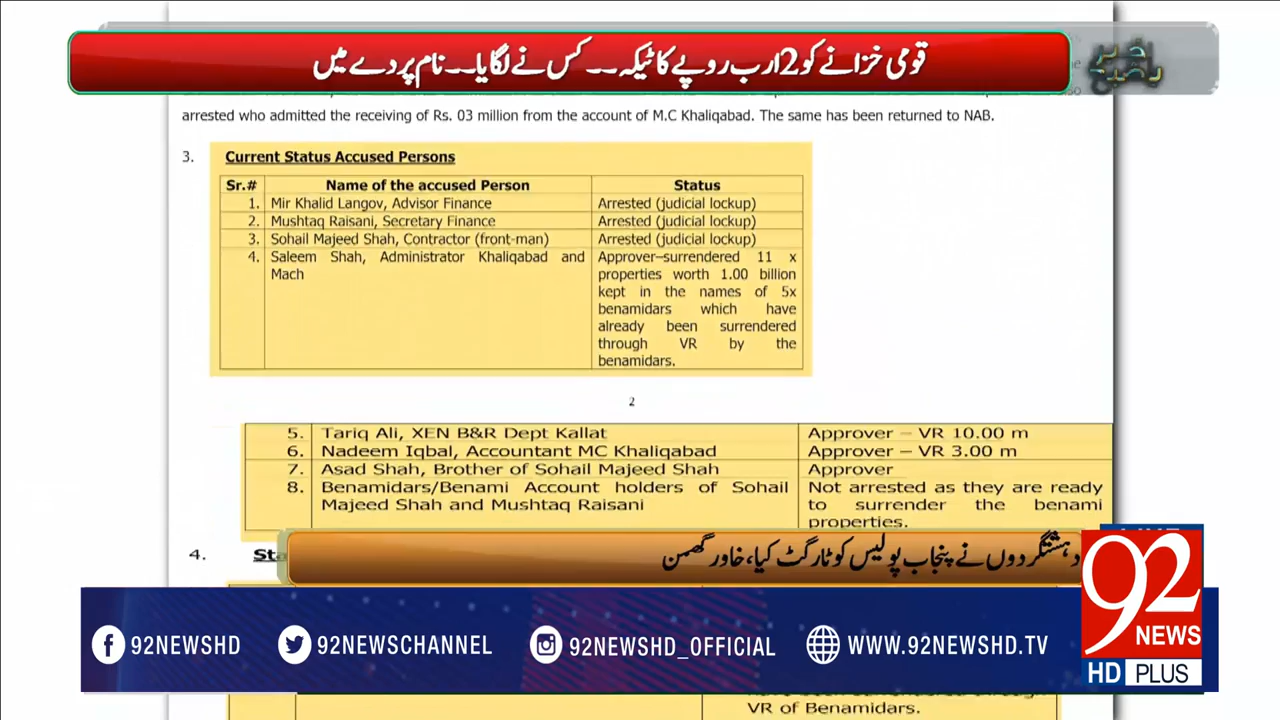 قومی خزانے کو 2 ارب روپے کا ٹیکہ۔۔ کس نے لگایا۔۔ نام پردے میں
arrested who admitted the receiving of Rs. 03 million from the account of M.C Khaliqabad. The same has been returned to NAB.
3. Current Status Accused Persons
Sr.# Name of the accused Person Status
1. Mir Khalid Langov, Advisor Finance Arrested (judicial lockup)
2. Mushtaq Raisani, Secretary Finance Arrested (judicial lockup)
3. Sohail Majeed Shah, Contractor (front-man) Arrested (judicial lockup)
4. Saleem Shah, Administrator Khaliqabad and Approver–surrendered 11 x
Mach properties worth 1.00 billion
kept in the names of 5x
benamidars which have
already been surrendered
through VR by the
benamidars.
2
5. Tariq Ali, XEN B&R Dept Kallat Approver – VR 10.00 m
6. Nadeem Iqbal, Accountant MC Khaliqabad Approver – VR 3.00 m
7. Asad Shah, Brother of Sohail Majeed Shah Approver
8. Benamidars/Benami Account holders of Sohail Not arrested as they are ready
Majeed Shah and Mushtaq Raisani to surrender the benami
properties.
4.
دہشتگردوں نے پنجاب پولیس کو ٹارگٹ کیا، خاور گھمن
92NEWSHD 92NEWSCHANNEL 92NEWSHD_OFFICIAL WWW.92NEWSHD.TV
92
NEWS
HD PLUS
VR of Benamidars.